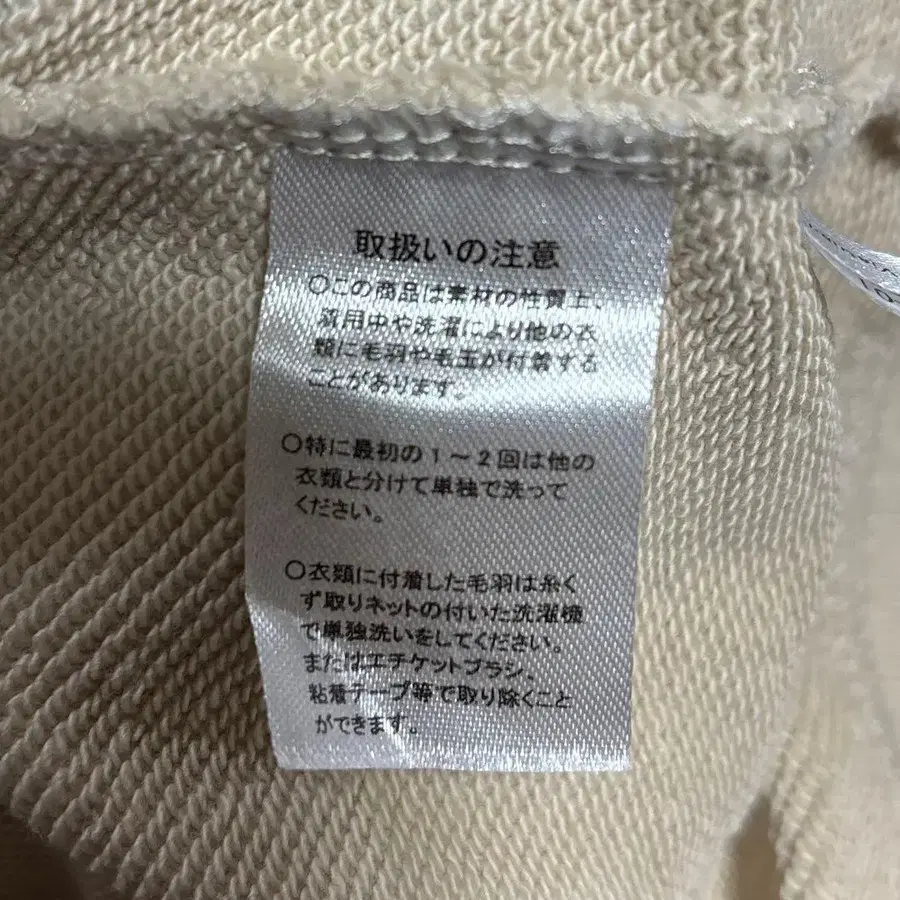 取扱いの注意
○この商品は素材の性質上、
着用中や洗濯により他の衣
類に毛羽や毛玉が付着する
ことがあります。
○特に最初の1～2回は他の
衣類と分けて単独で洗って
ください。
○衣類に付着した毛羽は糸く
ず取りネットの付いた洗濯機
で単独洗いをしてください。
またはエチケットブラシ、
粘着テープ等で取り除くこと
ができます。